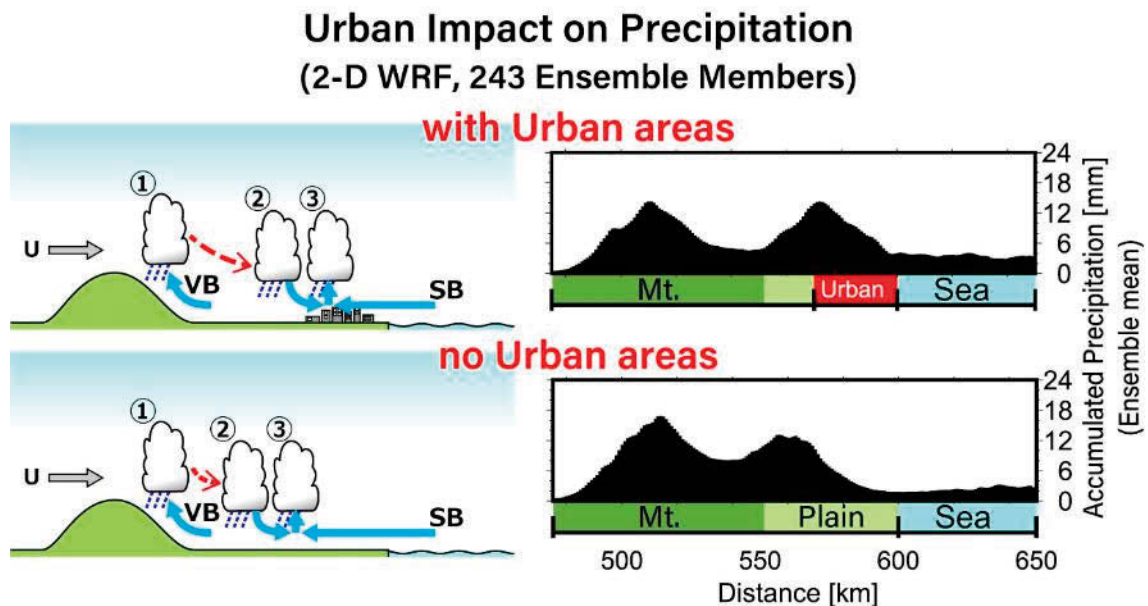 Urban Impact on Precipitation
(2-D WRF, 243 Ensemble Members)
with Urban areas
① ② ③
U
VB
SB
24
18
12
6
0
Mt. Urban Sea
no Urban areas
① ② ③
U
VB
SB
24
18
12
6
0
Mt. Plain Sea
500 550 600 650
Distance [km]
Accumulated Precipitation [mm]
(Ensemble mean)